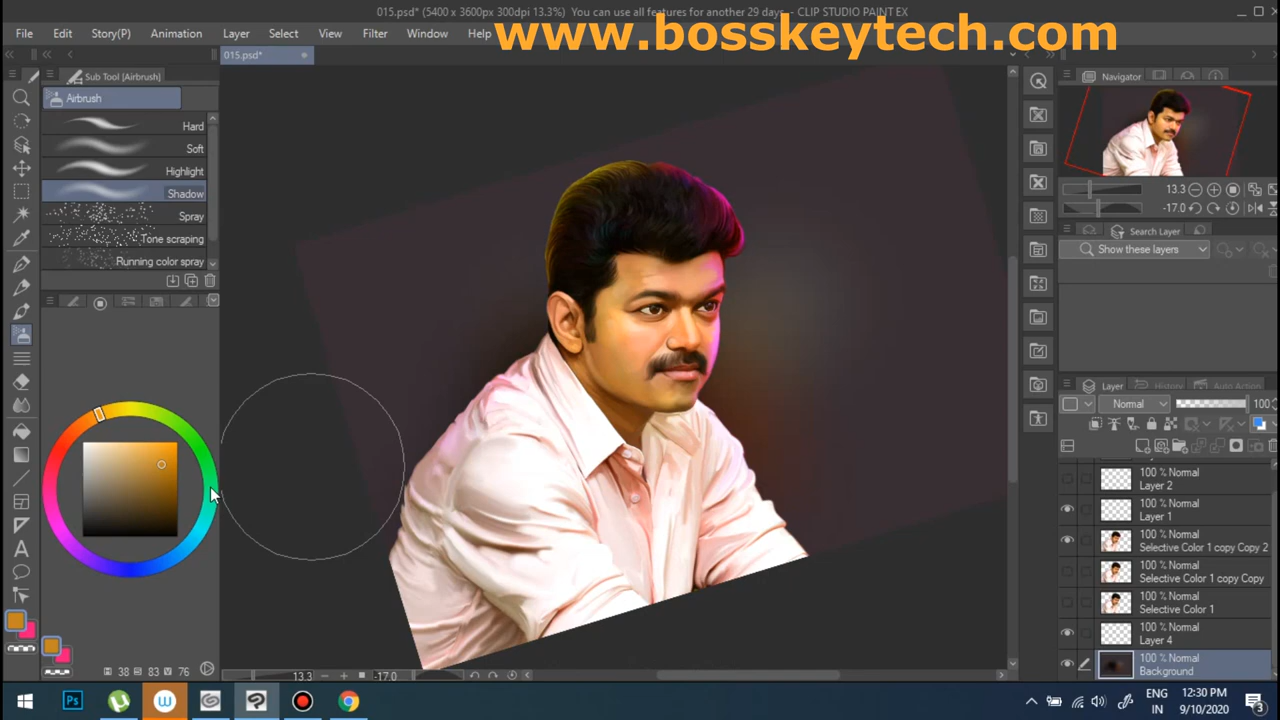 015.psd* (5400 x 3600px 300dpi 13.3%) You can use all features for another 29 days - CLIP STUDIO PAINT EX
www.bosskeytech.com
File Edit Story(P) Animation Layer Select View Filter Window Help
015.psd*
Sub Tool [Airbrush]
Navigator
Airbrush
Hard
Soft
Highlight
Shadow
13.3
Spray
-17.0
Search Layer
Tone scraping
Show these layers
Running color spray
Layer History Auto Action
Normal 100
100 % Normal
Layer 2
100 % Normal
Layer 1
100 % Normal
Selective Color 1 copy Copy 2
100 % Normal
Selective Color 1 copy Copy
100 % Normal
Selective Color 1
100 % Normal
Layer 4
100 % Normal
Background
H 38 S 83 V 76
13.3 -17.0
ENG
IN
12:30 PM
9/10/2020
3